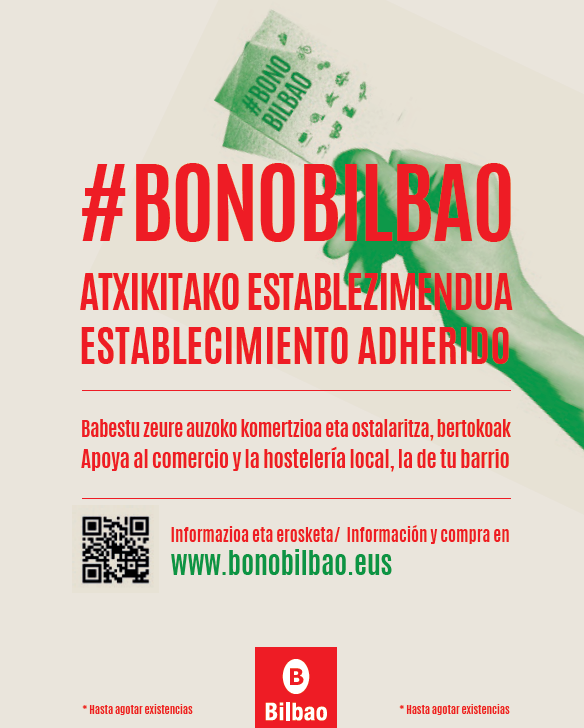 #BONO
BILBAO
#BONOBILBAO
ATXIKITAKO ESTABLEZIMENDUA
ESTABLECIMIENTO ADHERIDO
Babestu zeure auzoko komertzioa eta ostalaritza, bertokoak
Apoya al comercio y la hostelería local, la de tu barrio
Informazioa eta erosketa/ Información y compra en
www.bonobilbao.eus
B
Bilbao
* Hasta agotar existencias
* Hasta agotar existencias